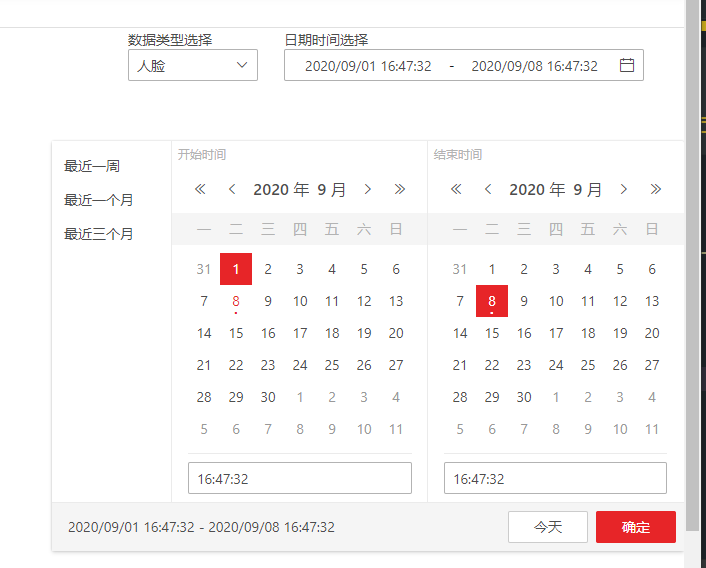 数据类型选择 日期时间选择
人脸 2020/09/01 16:47:32 - 2020/09/08 16:47:32
开始时间 结束时间
最近一周
2020 年 9 月 2020 年 9 月
最近一个月
一 二 三 四 五 六 日 一 二 三 四 五 六 日
最近三个月
31 1 2 3 4 5 6 31 1 2 3 4 5 6
7 8 9 10 11 12 13 7 8 9 10 11 12 13
14 15 16 17 18 19 20 14 15 16 17 18 19 20
21 22 23 24 25 26 27 21 22 23 24 25 26 27
28 29 30 1 2 3 4 28 29 30 1 2 3 4
5 6 7 8 9 10 11 5 6 7 8 9 10 11
16:47:32 16:47:32
2020/09/01 16:47:32 - 2020/09/08 16:47:32 今天 确定